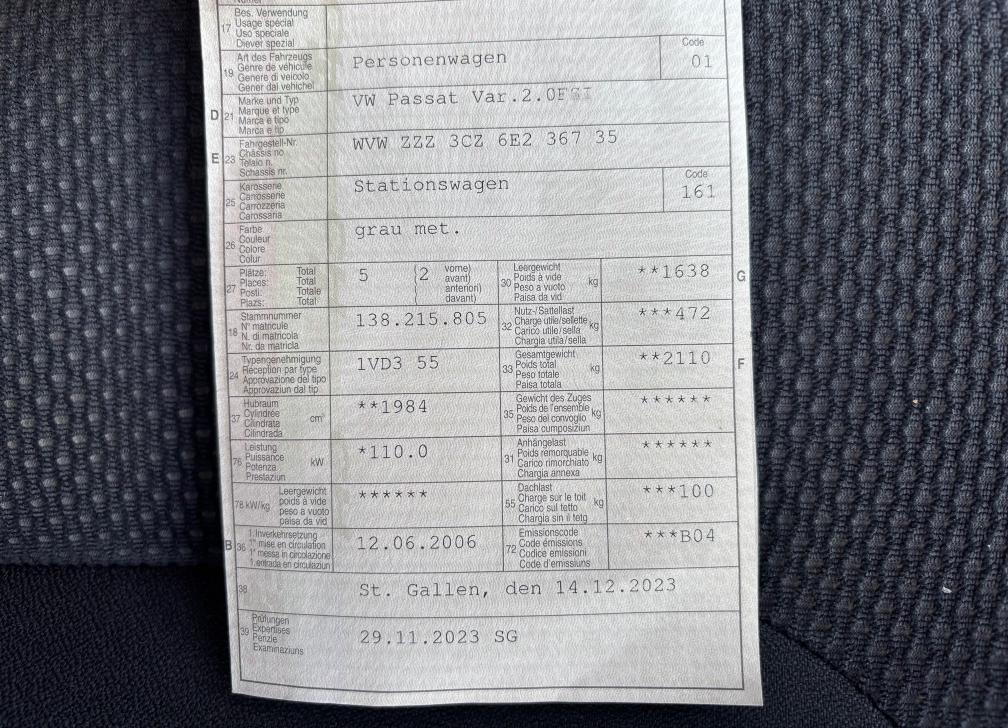 17 Bes. Verwendung
Usage spécial
Uso speciale
Diever spezial
19 Art des Fahrzeugs
Genre de véhicule
Genere di veicolo
Gener dal vehichel
Personenwagen
Code
01
D 21 Marke und Typ
Marque et type
Marca e tipo
Marca e tip
VW Passat Var.2.0FSI
E 23 Fahrgestell-Nr.
Châssis no
Telaio n.
Schassis nr.
WVW ZZZ 3CZ 6E2 367 35
25 Karosserie
Carrosserie
Carrozzeria
Carossaria
Stationswagen
Code
161
26 Farbe
Couleur
Colore
Colur
grau met.
27 Plätze: Total
Places: Total
Posti: Totale
Plazs: Total
5 (2 vorne)
avant)
anteriori)
davant)
30 Leergewicht
Poids à vide kg
Peso a vuoto
Paisa da vid
**1638 G
18 Stammnummer
N° matricule
N. di matricola
Nr. da matricla
138.215.805
32 Nutz-/Sattellast
Charge utile/sellette kg
Carico utile/sella
Chargia utila/sella
***472
24 Typengenehmigung
Réception par type
Approvazione del tipo
Approvaziun dal tip
1VD3 55
33 Gesamtgewicht
Poids total kg
Peso totale
Paisa totala
**2110 F
37 Hubraum
Cylindrée cm³
Cilindrata
Cilindrada
**1984
35 Gewicht des Zuges
Poids de l'ensemble kg
Peso del convoglio
Paisa cumposiziun
******
76 Leistung
Puissance kW
Potenza
Prestaziun
*110.0
31 Anhängelast
Poids remorquable kg
Carico rimorchiato
Chargia annexa
******
78 kW/kg Leergewicht
poids à vide
peso a vuoto
paisa da vid
******
55 Dachlast
Charge sur le toit kg
Carico sul tetto
Chargia sin il tetg
***100
B 36 1. Inverkehrsetzung
1re mise en circulation
1a messa in circolazione
1. entrada en circulaziun
12.06.2006
72 Emissionscode
Code émissions
Codice emissioni
Code d'emissiuns
***B04
38 St. Gallen, den 14.12.2023
39 Prüfungen
Expertises
Perizie
Examinaziuns
29.11.2023 SG